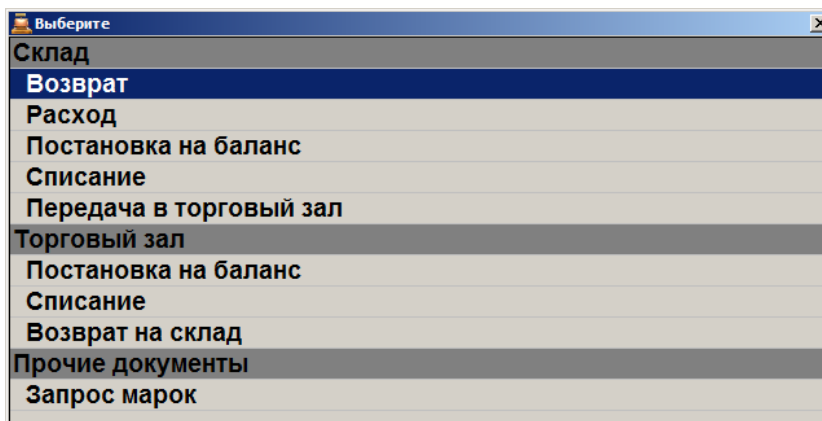 Выберите
Склад
Возврат
Расход
Постановка на баланс
Списание
Передача в торговый зал
Торговый зал
Постановка на баланс
Списание
Возврат на склад
Прочие документы
Запрос марок